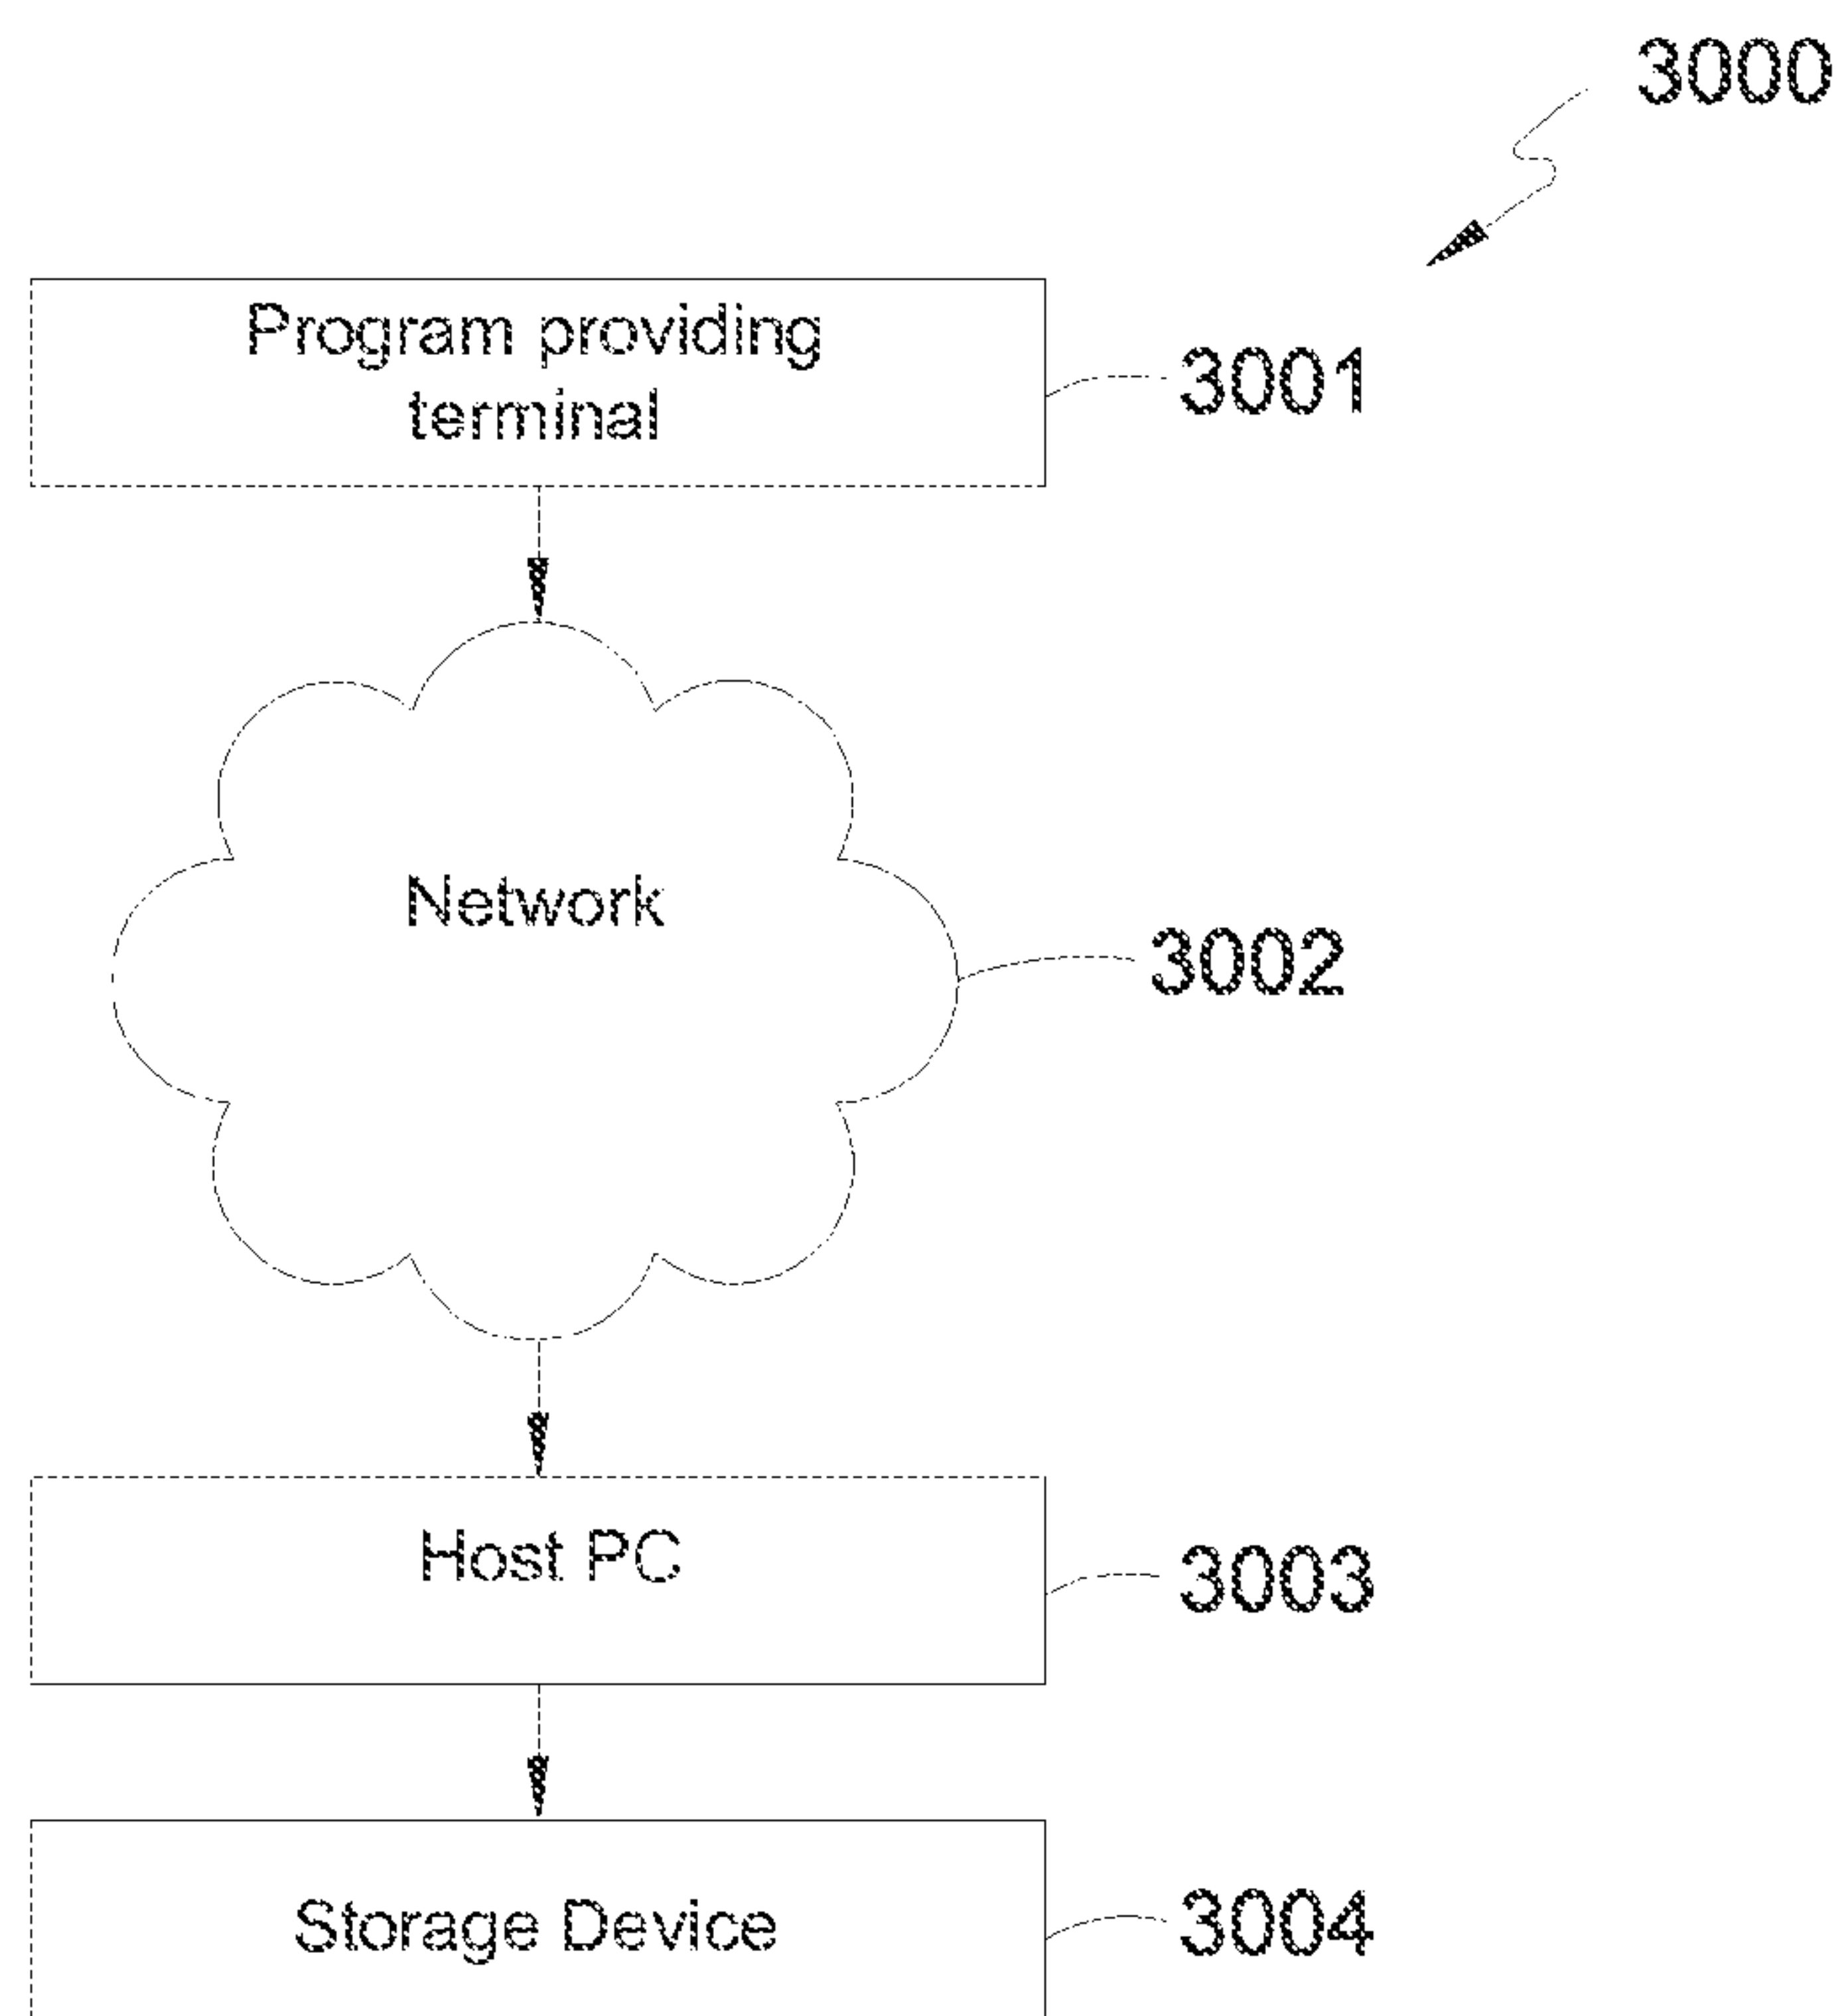 3000
Program providing
terminal
3001
Network
3002
Host PC
3003
Storage Device
3004